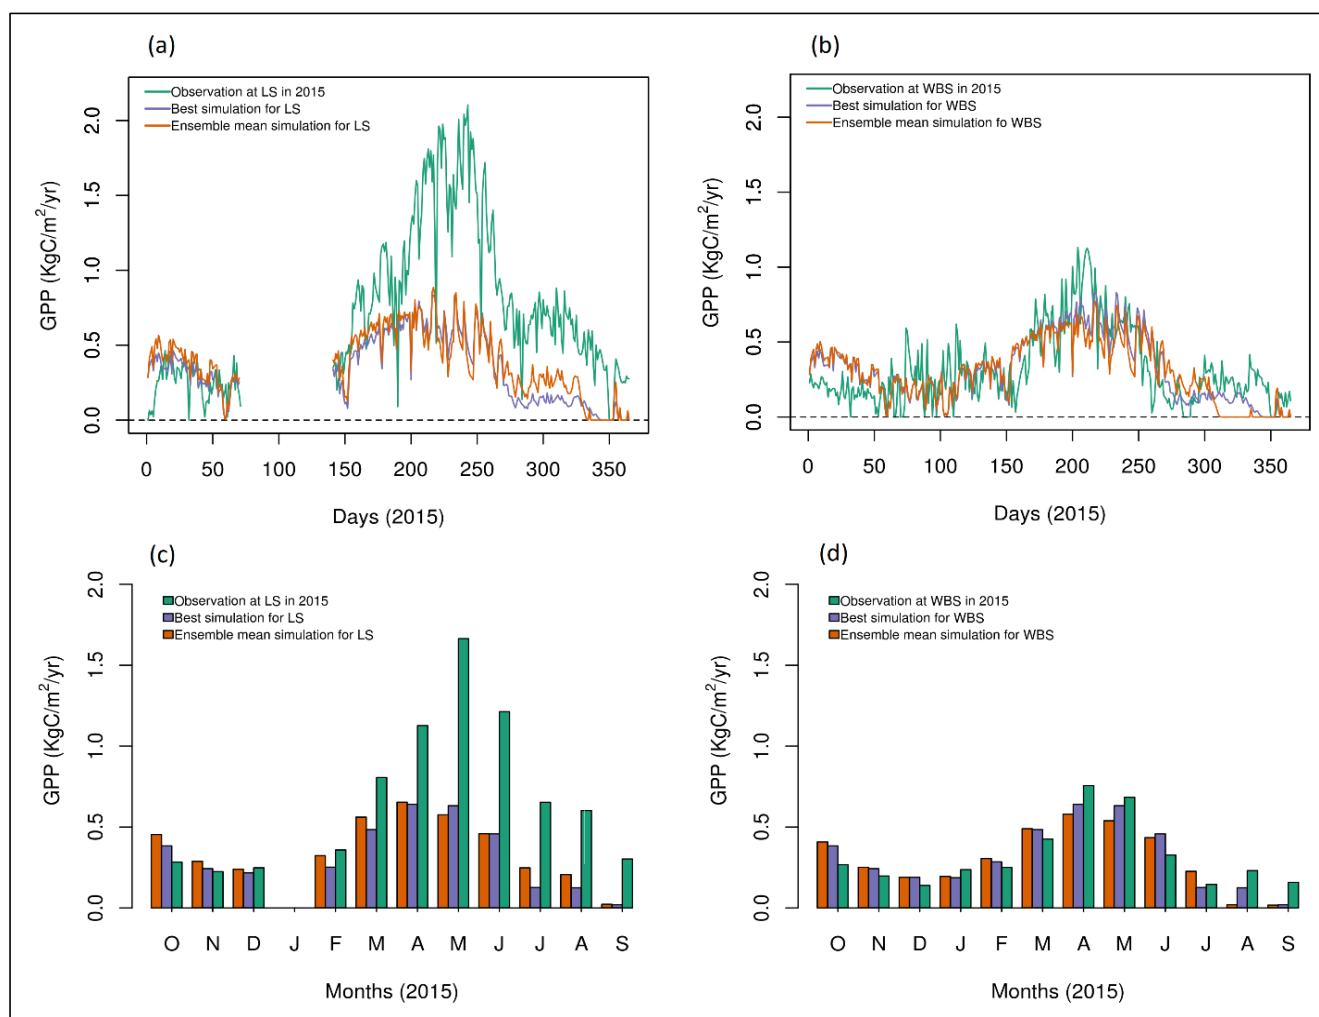 (a)
Observation at LS in 2015
Best simulation for LS
Ensemble mean simulation for LS
GPP (KgC/m²/yr)
0.0 0.5 1.0 1.5 2.0
0 50 100 150 200 250 300 350
Days (2015)
(b)
Observation at WBS in 2015
Best simulation for WBS
Ensemble mean simulation fo WBS
GPP (KgC/m²/yr)
0.0 0.5 1.0 1.5 2.0
0 50 100 150 200 250 300 350
Days (2015)
(c)
Observation at LS in 2015
Best simulation for LS
Ensemble mean simulation for LS
GPP (KgC/m²/yr)
0.0 0.5 1.0 1.5 2.0
O N D J F M A M J J A S
Months (2015)
(d)
Observation at WBS in 2015
Best simulation for WBS
Ensemble mean simulation for WBS
GPP (KgC/m²/yr)
0.0 0.5 1.0 1.5 2.0
O N D J F M A M J J A S
Months (2015)